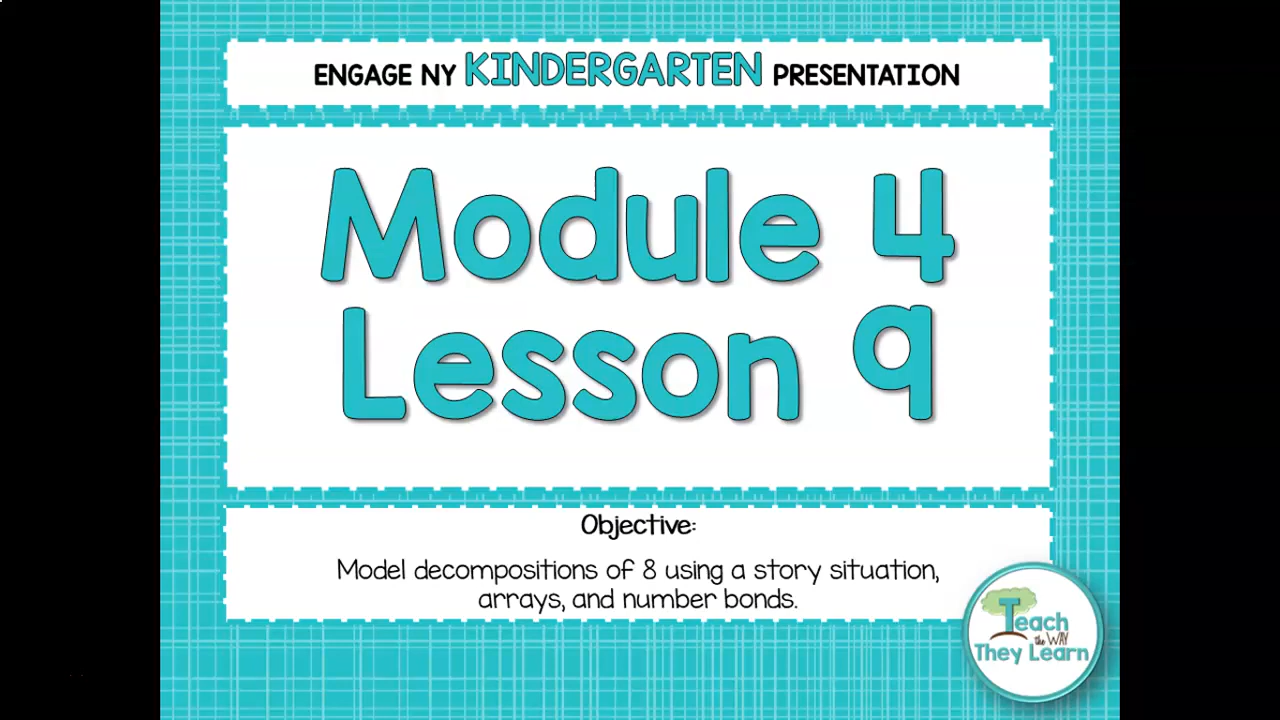 ENGAGE NY KINDERGARTEN PRESENTATION
Module 4
Lesson 9
Objective:
Model decompositions of 8 using a story situation,
arrays, and number bonds.
Teach
the WAY
They Learn